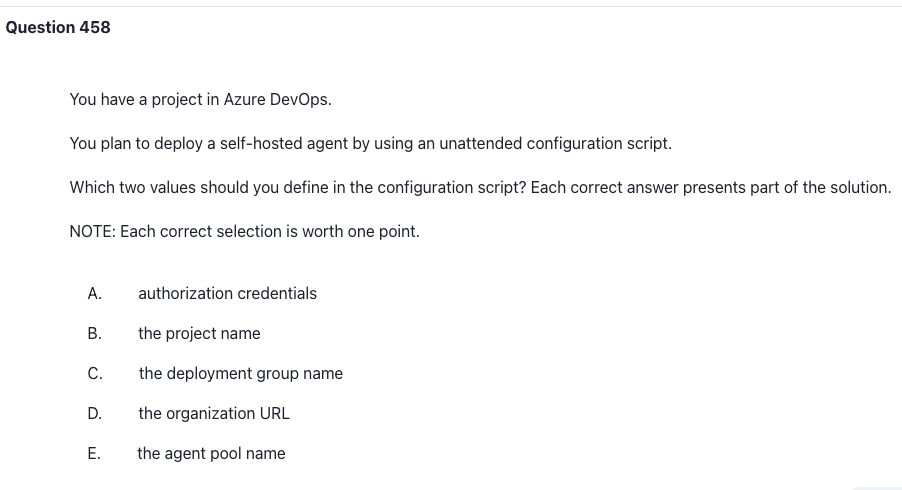 Question 458
You have a project in Azure DevOps.
You plan to deploy a self-hosted agent by using an unattended configuration script.
Which two values should you define in the configuration script? Each correct answer presents part of the solution.
NOTE: Each correct selection is worth one point.
A. authorization credentials
B. the project name
C. the deployment group name
D. the organization URL
E. the agent pool name